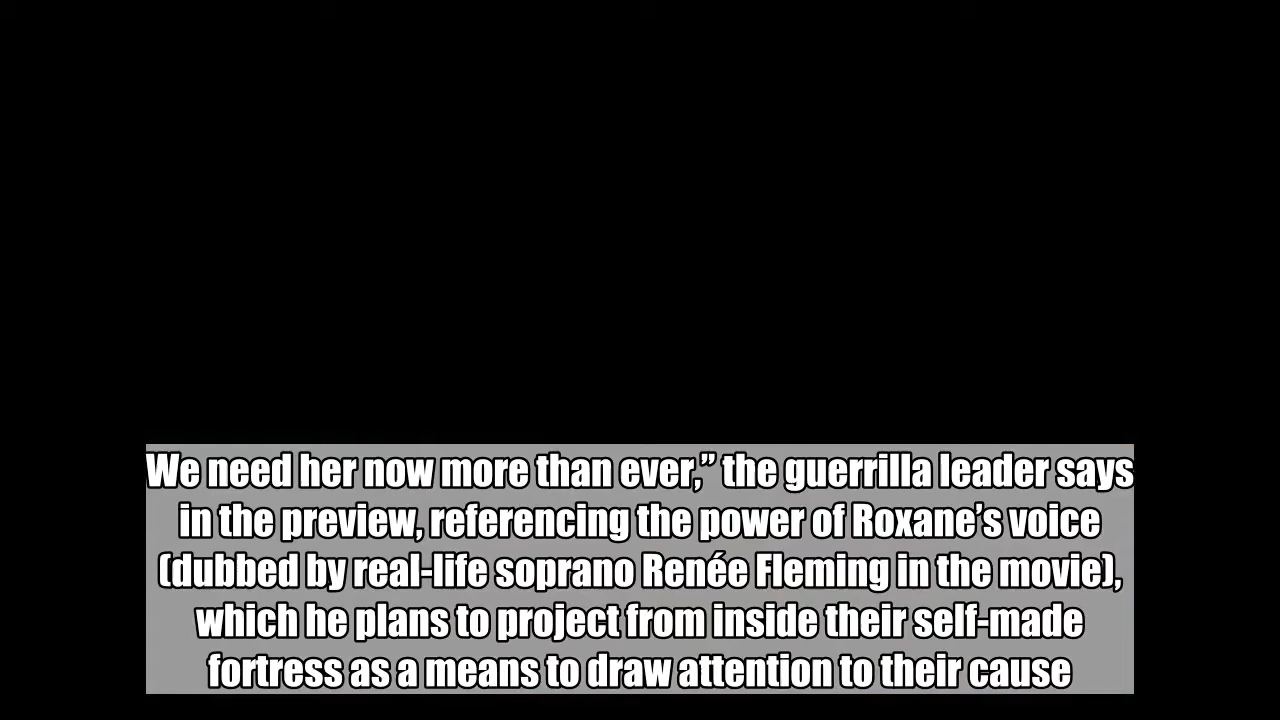 We need her now more than ever,” the guerrilla leader says
in the preview, referencing the power of Roxane’s voice
(dubbed by real-life soprano Renée Fleming in the movie),
which he plans to project from inside their self-made
fortress as a means to draw attention to their cause